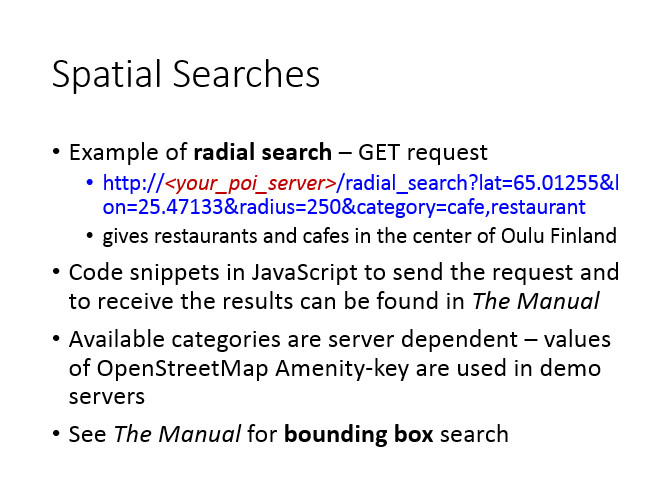 Spatial Searches
• Example of radial search – GET request
• http://<your_poi_server>/radial_search?lat=65.01255&l
on=25.47133&radius=250&category=cafe,restaurant
• gives restaurants and cafes in the center of Oulu Finland
• Code snippets in JavaScript to send the request and
to receive the results can be found in The Manual
• Available categories are server dependent – values
of OpenStreetMap Amenity-key are used in demo
servers
• See The Manual for bounding box search